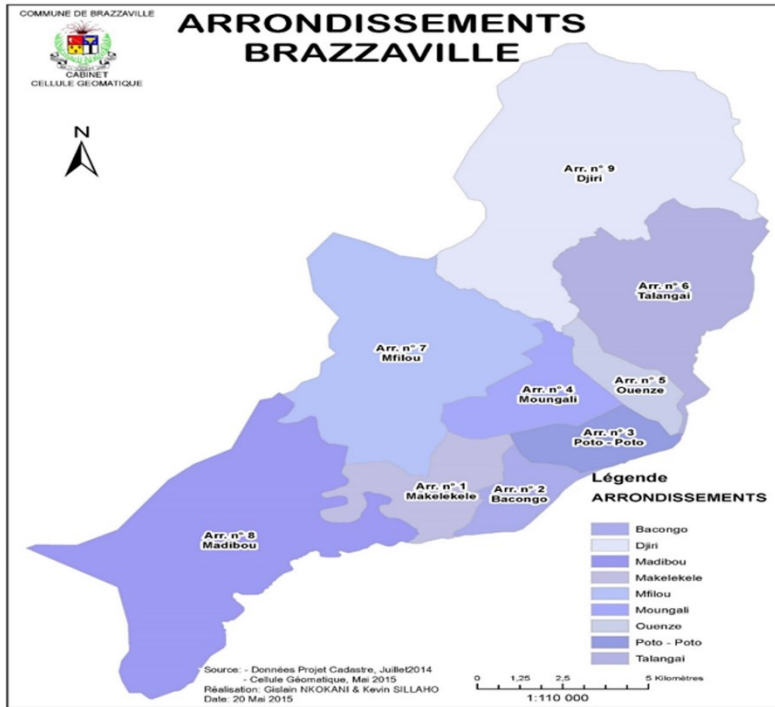 COMMUNE DE BRAZZAVILLE
CABINET
CELLULE GEOMATIQUE
ARRONDISSEMENTS
BRAZZAVILLE
N
Arr. n° 9
Djiri
Arr. n° 6
Talangai
Arr. n° 7
Mfilou
Arr. n° 5
Ouenze
Arr. n° 4
Moungali
Arr. n° 3
Poto - Poto
Arr. n° 1
Makelekele
Arr. n° 2
Bacongo
Arr. n° 8
Madibou
Légende
ARRONDISSEMENTS
Bacongo
Djiri
Madibou
Makelekele
Mfilou
Moungali
Ouenze
Poto - Poto
Talangai
Source: - Données Projet Cadastre, Juillet2014
- Cellule Géomatique, Mai 2015
Réalisation: Gislain NKOKANI & Kevin SILLAHO
Date: 20 Mai 2015
0 1,25 2,5 5 Kilomètres
1:110 000